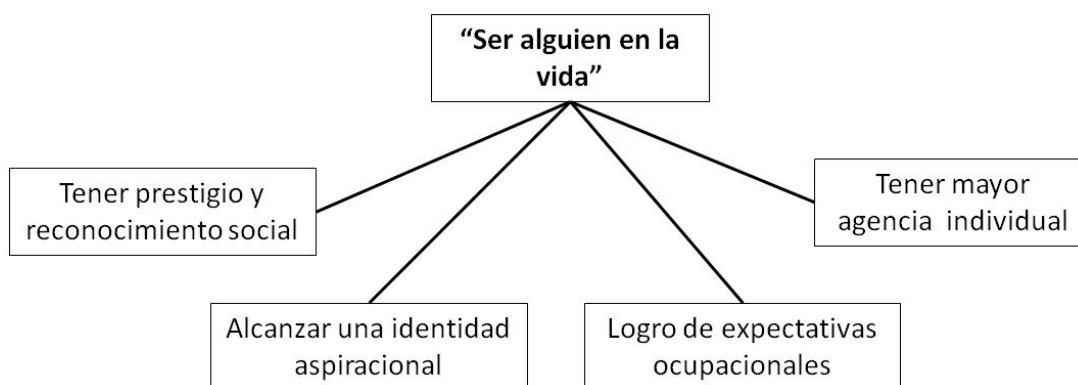 “Ser alguien en la
vida”
Tener prestigio y
reconocimiento social
Tener mayor
agencia individual
Alcanzar una identidad
aspiracional
Logro de expectativas
ocupacionales